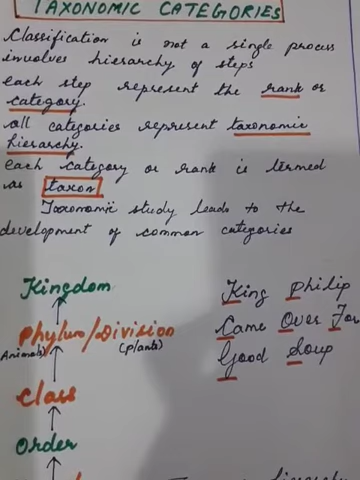 TAXONOMIC CATEGORIES
Classification is not a single process
involves hierarchy of steps
each step represent the rank or
category.
all categories represent taxonomic
hierarchy.
each category or rank is termed
as taxon
Taxonomic study leads to the
development of common categories
Kingdom
Phylum/Division
(Animals) (Plants)
Class
Order
King Philip
Came Over For
Good Soup